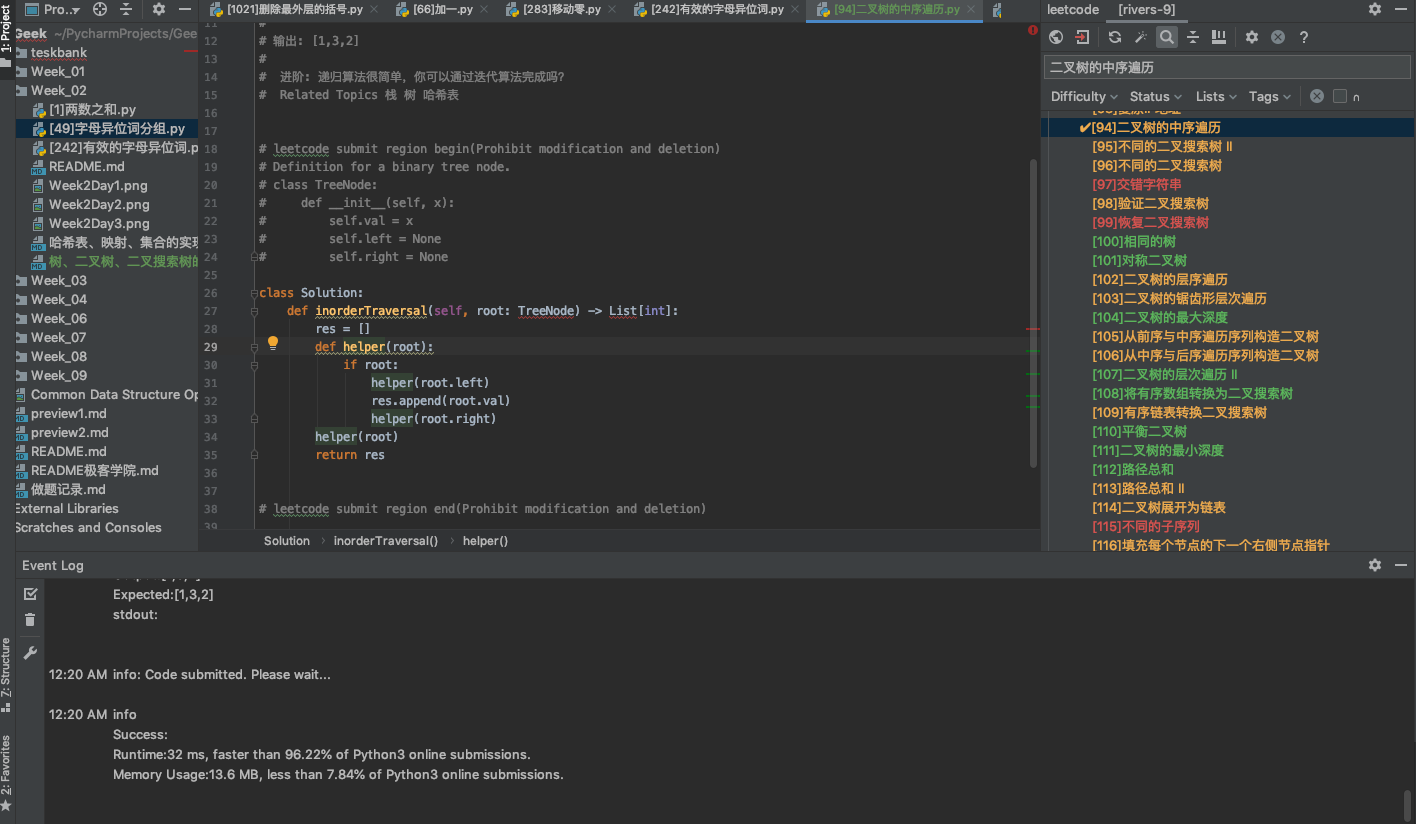 Pro..
[1021]删除最外层的括号.py
[66]加一.py
[283]移动零.py
[242]有效的字母异位词.py
[94]二叉树的中序遍历.py
leetcode
[rivers-9]
1: Project
Geek ~/PycharmProjects/Gee
teskbank
Week_01
Week_02
[1]两数之和.py
[49]字母异位词分组.py
[242]有效的字母异位词.p
README.md
Week2Day1.png
Week2Day2.png
Week2Day3.png
哈希表、映射、集合的实现
树、二叉树、二叉搜索树的
Week_03
Week_04
Week_06
Week_07
Week_08
Week_09
Common Data Structure Op
preview1.md
preview2.md
README.md
README极客学院.md
做题记录.md
External Libraries
Scratches and Consoles
11 #
12 # 输出: [1,3,2]
13 #
14 # 进阶: 递归算法很简单，你可以通过迭代算法完成吗？
15 # Related Topics 栈 树 哈希表
16
17
18 # leetcode submit region begin(Prohibit modification and deletion)
19 # Definition for a binary tree node.
20 # class TreeNode:
21 #     def __init__(self, x):
22 #         self.val = x
23 #         self.left = None
24 #         self.right = None
25
26 class Solution:
27     def inorderTraversal(self, root: TreeNode) -> List[int]:
28         res = []
29         def helper(root):
30             if root:
31                 helper(root.left)
32                 res.append(root.val)
33                 helper(root.right)
34         helper(root)
35         return res
36
37
38 # leetcode submit region end(Prohibit modification and deletion)
39
Solution > inorderTraversal() > helper()
二叉树的中序遍历
Difficulty Status Lists Tags
[94]二叉树的中序遍历
[95]不同的二叉搜索树 II
[96]不同的二叉搜索树
[97]交错字符串
[98]验证二叉搜索树
[99]恢复二叉搜索树
[100]相同的树
[101]对称二叉树
[102]二叉树的层序遍历
[103]二叉树的锯齿形层次遍历
[104]二叉树的最大深度
[105]从前序与中序遍历序列构造二叉树
[106]从中序与后序遍历序列构造二叉树
[107]二叉树的层次遍历 II
[108]将有序数组转换为二叉搜索树
[109]有序链表转换二叉搜索树
[110]平衡二叉树
[111]二叉树的最小深度
[112]路径总和
[113]路径总和 II
[114]二叉树展开为链表
[115]不同的子序列
[116]填充每个节点的下一个右侧节点指针
Event Log
Expected:[1,3,2]
stdout:
12:20 AM info: Code submitted. Please wait...
12:20 AM info
Success:
Runtime:32 ms, faster than 96.22% of Python3 online submissions.
Memory Usage:13.6 MB, less than 7.84% of Python3 online submissions.
7: Structure
2: Favorites